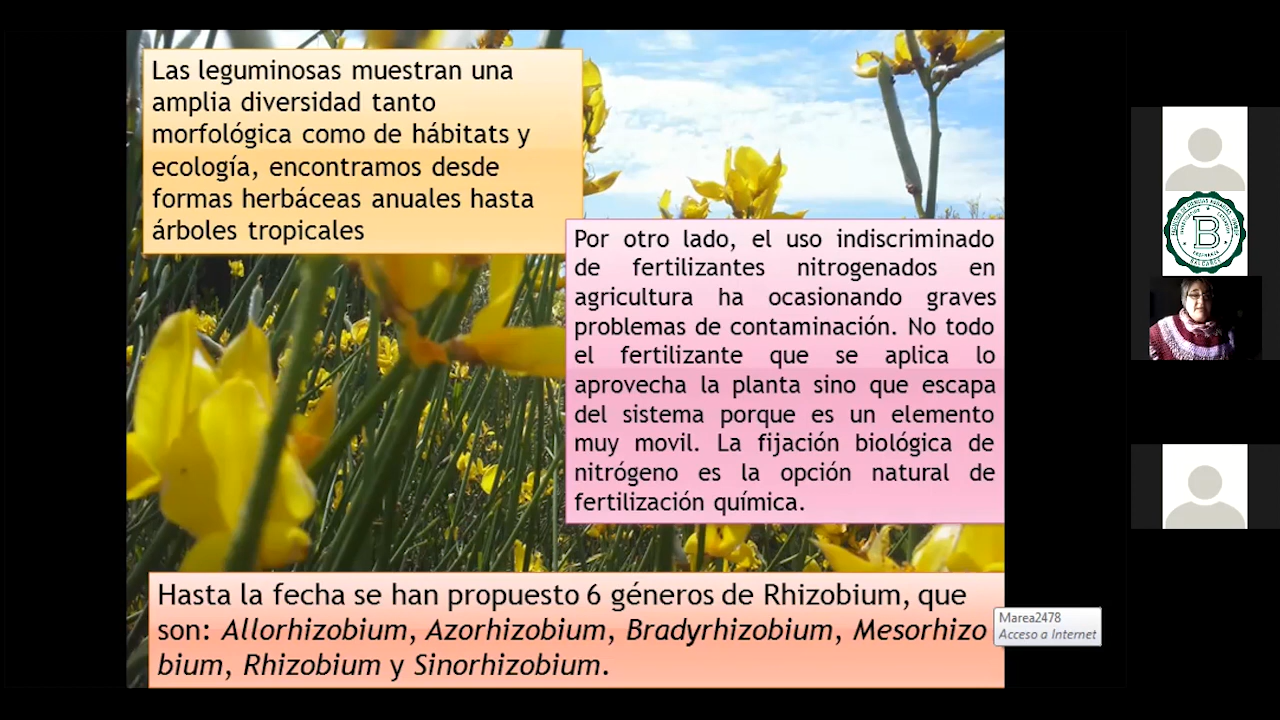 Las leguminosas muestran una
amplia diversidad tanto
morfológica como de hábitats y
ecología, encontramos desde
formas herbáceas anuales hasta
árboles tropicales
Por otro lado, el uso indiscriminado
de fertilizantes nitrogenados en
agricultura ha ocasionando graves
problemas de contaminación. No todo
el fertilizante que se aplica lo
aprovecha la planta sino que escapa
del sistema porque es un elemento
muy movil. La fijación biológica de
nitrógeno es la opción natural de
fertilización química.
Hasta la fecha se han propuesto 6 géneros de Rhizobium, que
son: Allorhizobium, Azorhizobium, Bradyrhizobium, Mesorhizo
bium, Rhizobium y Sinorhizobium.
Marea2478
Acceso a Internet
B
BALCARCE